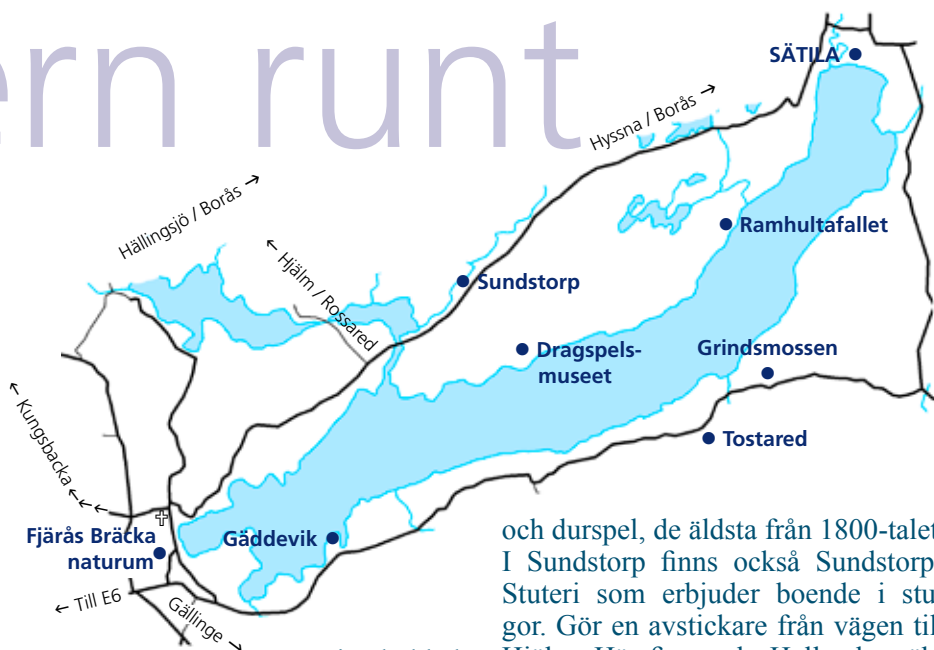 ern runt
SÄTILA
Hyssna / Borås →
Hällingsjö / Borås →
← Hjälm / Rossared
Ramhultafallet
Sundstorp
Dragspels-
museet
Grindsmossen
Tostared
← Kungsbacka
Fjärås Bräcka
naturum
Gäddevik
← Till E6
Gällinge →
och durspel, de äldsta från 1800-talet
I Sundstorp finns också Sundstorp
Stuteri som erbjuder boende i stu
gor. Gör en avstickare från vägen til